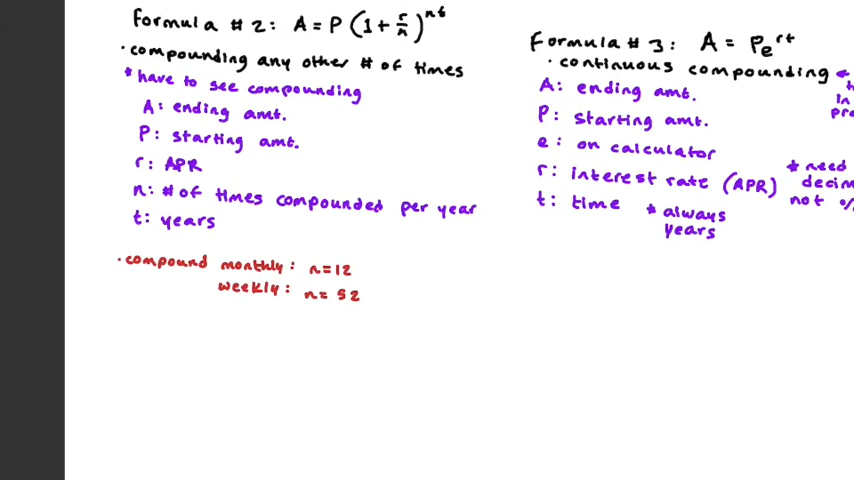 Formula # 2: A = P (1 + r/n)^nt
· compounding any other # of times
* have to see compounding
A: ending amt.
P: starting amt.
r: APR
n: # of times compounded per year
t: years
· compound monthly: n=12
weekly: n= 52
Formula # 3: A = Pe^rt
· continuous compounding
A: ending amt.
P: starting amt.
e: on calculator
r: interest rate (APR)
t: time * always
years
in
* need
not %